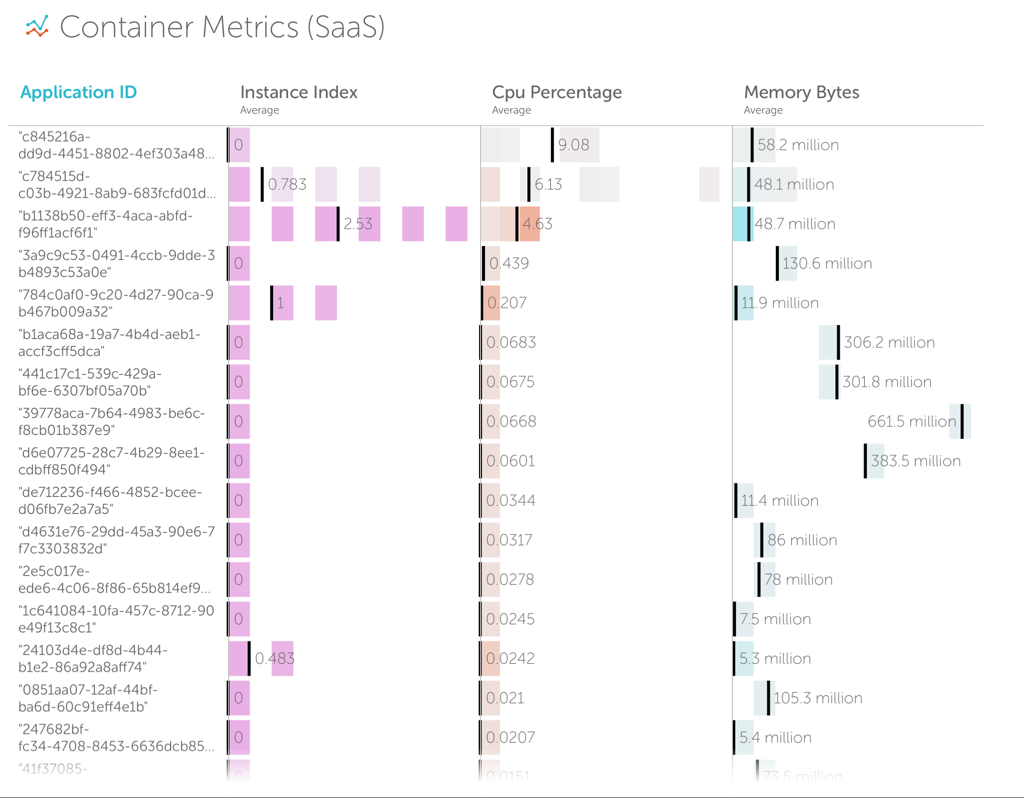 Container Metrics (SaaS)
Application ID Instance Index Cpu Percentage Memory Bytes
Average Average Average
"c845216a-
dd9d-4451-8802-4ef303a48... 0 9.08 58.2 million
"c784515d-
c03b-4921-8ab9-683fcfd01d... 0.783 6.13 48.1 million
"b1138b50-eff3-4aca-abfd-
f96ff1acf6f1" 2.53 4.63 48.7 million
"3a9c9c53-0491-4ccb-9dde-3
b4893c53a0e" 0 0.439 130.6 million
"784c0af0-9c20-4d27-90ca-9
b467b009a32" 1 0.207 11.9 million
"b1aca68a-19a7-4b4d-aeb1-
accf3cff5dca" 0 0.0683 306.2 million
"441c17c1-539c-429a-
bf6e-6307bf05a70b" 0 0.0675 301.8 million
"39778aca-7b64-4983-be6c-
f8cb01b387e9" 0 0.0668 661.5 million
"d6e07725-28c7-4b29-8ee1-
cdbff850f494" 0 0.0601 383.5 million
"de712236-f466-4852-bcee-
d06fb7e2a7a5" 0 0.0344 11.4 million
"d4631e76-29dd-45a3-90e6-7
f7c3303832d" 0 0.0317 86 million
"2e5c017e-
ede6-4c06-8f86-65b814ef9... 0 0.0278 78 million
"1c641084-10fa-457c-8712-90
e49f13c8c1" 0 0.0245 7.5 million
"24103d4e-df8d-4b44-
b1e2-86a92a8aff74" 0.483 0.0242 5.3 million
"0851aa07-12af-44bf-
ba6d-60c91eff4e1b" 0 0.021 105.3 million
"247682bf-
fc34-4708-8453-6636dcb85... 0 0.0207 5.4 million
"41f37085-
0 0.0151 73.5 million